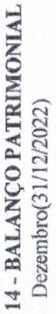 14 - BALANÇO PATRIMONIAL
Dezembro(31/12/2022)